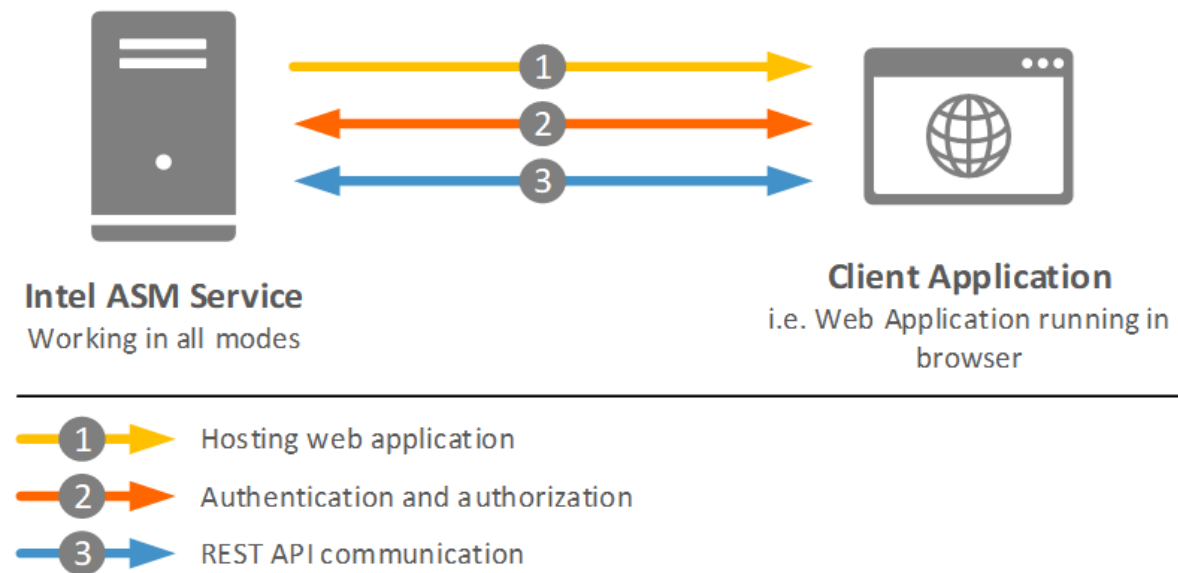 1
2
3
Intel ASM Service
Working in all modes
Client Application
i.e. Web Application running in
browser
1 Hosting web application
2 Authentication and authorization
3 REST API communication